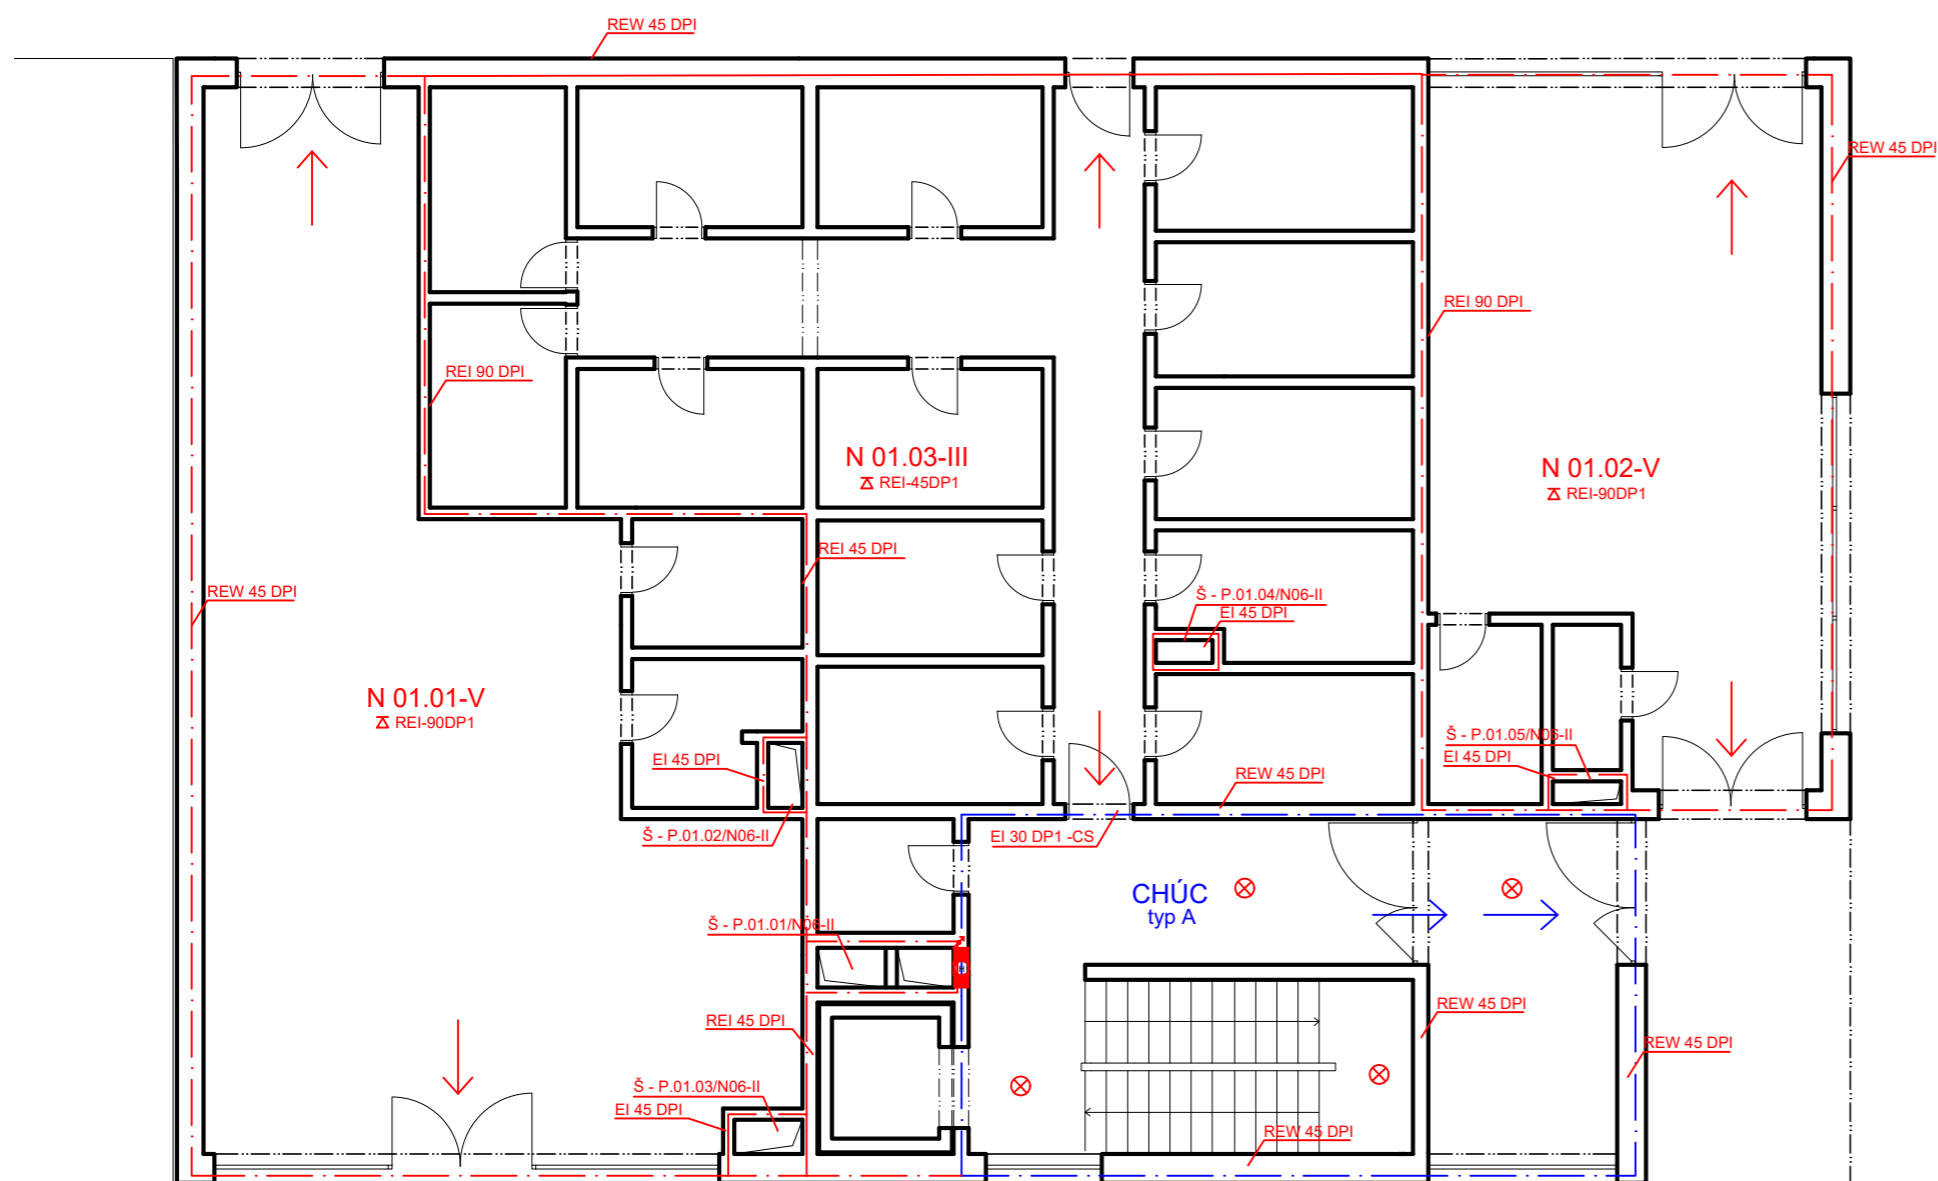 REW 45 DPI
REW 45 DPI
REI 90 DPI
REI 90 DPI
N 01.03-III
REI-45DP1
N 01.02-V
REI-90DP1
REI 45 DPI
REW 45 DPI
Š - P.01.04/N06-II
EI 45 DPI
N 01.01-V
REI-90DP1
Š - P.01.05/N06-II
EI 45 DPI
EI 45 DPI
REW 45 DPI
Š - P.01.02/N06-II
EI 30 DP1 -CS
CHÚC
typ A
Š - P.01.01/N06-II
REW 45 DPI
REI 45 DPI
REW 45 DPI
Š - P.01.03/N06-II
EI 45 DPI
REW 45 DPI